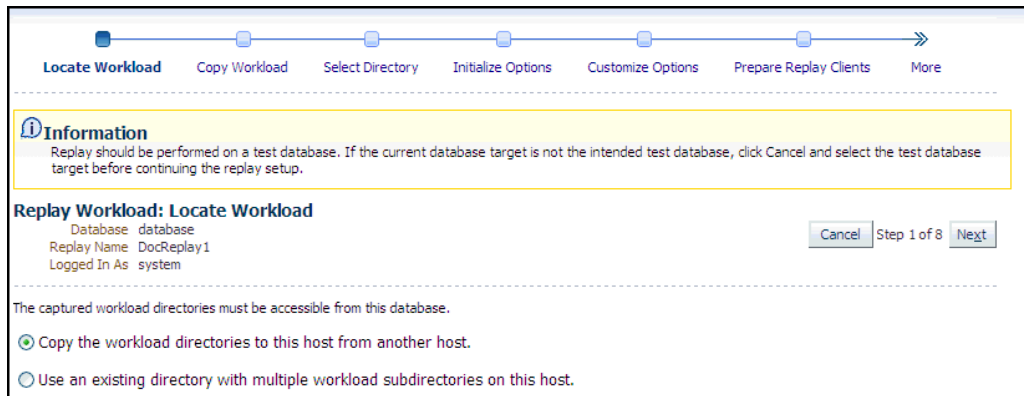 Locate Workload Copy Workload Select Directory Initialize Options Customize Options Prepare Replay Clients More
Information
Replay should be performed on a test database. If the current database target is not the intended test database, click Cancel and select the test database
target before continuing the replay setup.
Replay Workload: Locate Workload
Database database
Replay Name DocReplay1
Logged In As system
Cancel Step 1 of 8 Next
The captured workload directories must be accessible from this database.
Copy the workload directories to this host from another host.
Use an existing directory with multiple workload subdirectories on this host.